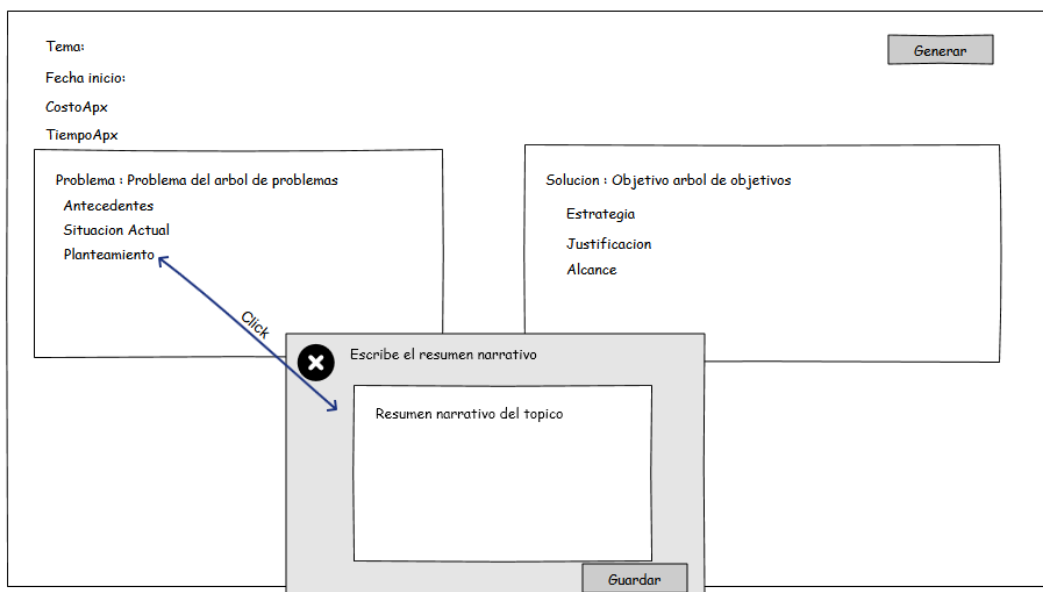 Tema:
Generar
Fecha inicio:
CostoApx
TiempoApx
Problema : Problema del arbol de problemas
Antecedentes
Situacion Actual
Planteamiento
Solucion : Objetivo arbol de objetivos
Estrategia
Justificacion
Alcance
Click
Escribe el resumen narrativo
Resumen narrativo del topico
Guardar